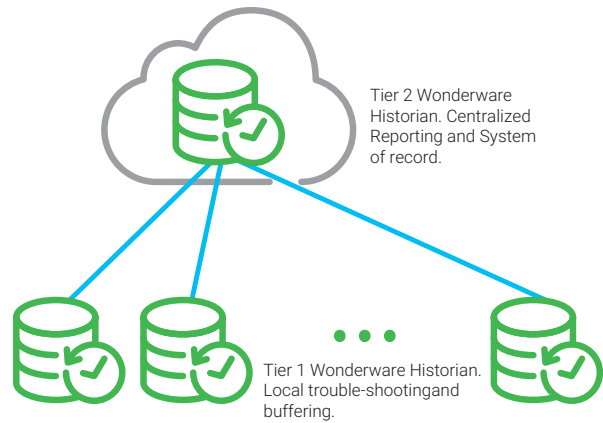 Tier 2 Wonderware
Historian. Centralized
Reporting and System
of record.
Tier 1 Wonderware Historian.
Local trouble-shootingand
buffering.